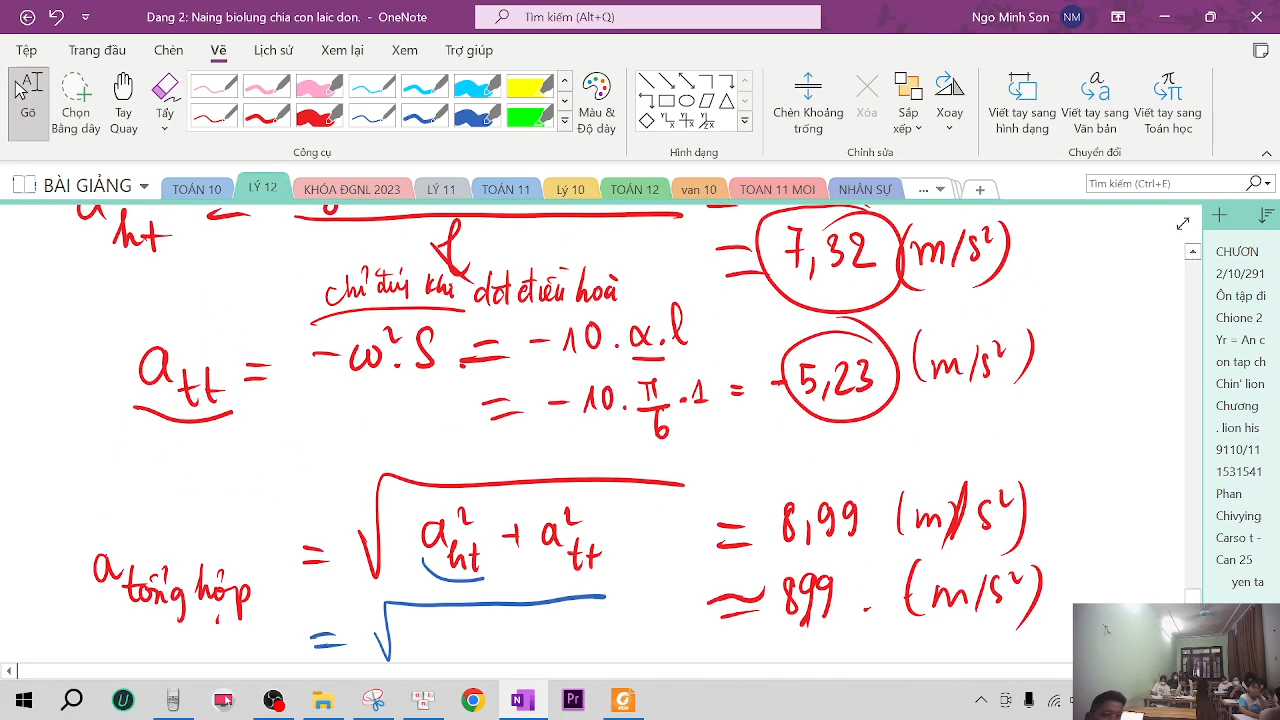 Dang 2: Naing biolung chia con laic don. - OneNote
Tìm kiếm (Alt+Q)
Ngo Minh Son NM
Tệp Trang đầu Chèn Vẽ Lịch sử Xem lại Xem Trợ giúp
Gõ
Chọn Bằng dây
Tay Quay
Tẩy
Màu & Độ dày
Chèn Khoảng trống
Xóa
Sắp xếp
Xoay
Viết tay sang hình dạng
Viết tay sang Văn bản
Viết tay sang Toán học
Công cụ Hình dạng Chỉnh sửa Chuyển đổi
BÀI GIẢNG TOÁN 10 LÝ 12 KHÓA ĐGNL 2023 LÝ 11 TOÁN 11 Lý 10 TOÁN 12 van 10 TOAN 11 MOI NHÂN SỰ ...
Tìm kiếm (Ctrl+E)
a ht
l
= 7,32 (m/s²)
chỉ đúng khi dđ điều hoà
a tt = -ω².S = -10.α.l
= -10. π/6 .1 = -5,23 (m/s²)
a tổng hợp = √ a²ht + a²tt = 8,99 (m/s²)
≈ 899 . (m/s²)
= √
CHƯƠN
2/10/291
Ôn tập di
Chione 2
Yr = An c
on tap ch
Chin' lion
Chương
. lion his
9110/11
1531541
Phan
Chivying
Carso t -
Can 25
yen ta
Pr
PDF